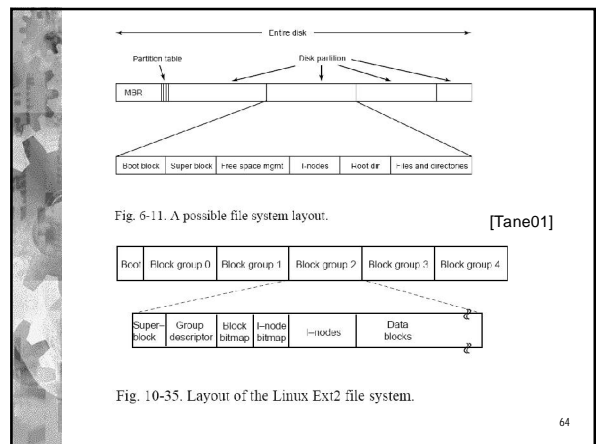 Entire disk
Partition table Disk partition
MBR
Boot block Super block Free space mgmt I-nodes Root dir Files and directories
Fig. 6-11. A possible file system layout.
[Tane01]
Boot Block group 0 Block group 1 Block group 2 Block group 3 Block group 4
Super– Group Block I–node I–nodes Data
block descriptor bitmap bitmap blocks
Fig. 10-35. Layout of the Linux Ext2 file system.
64